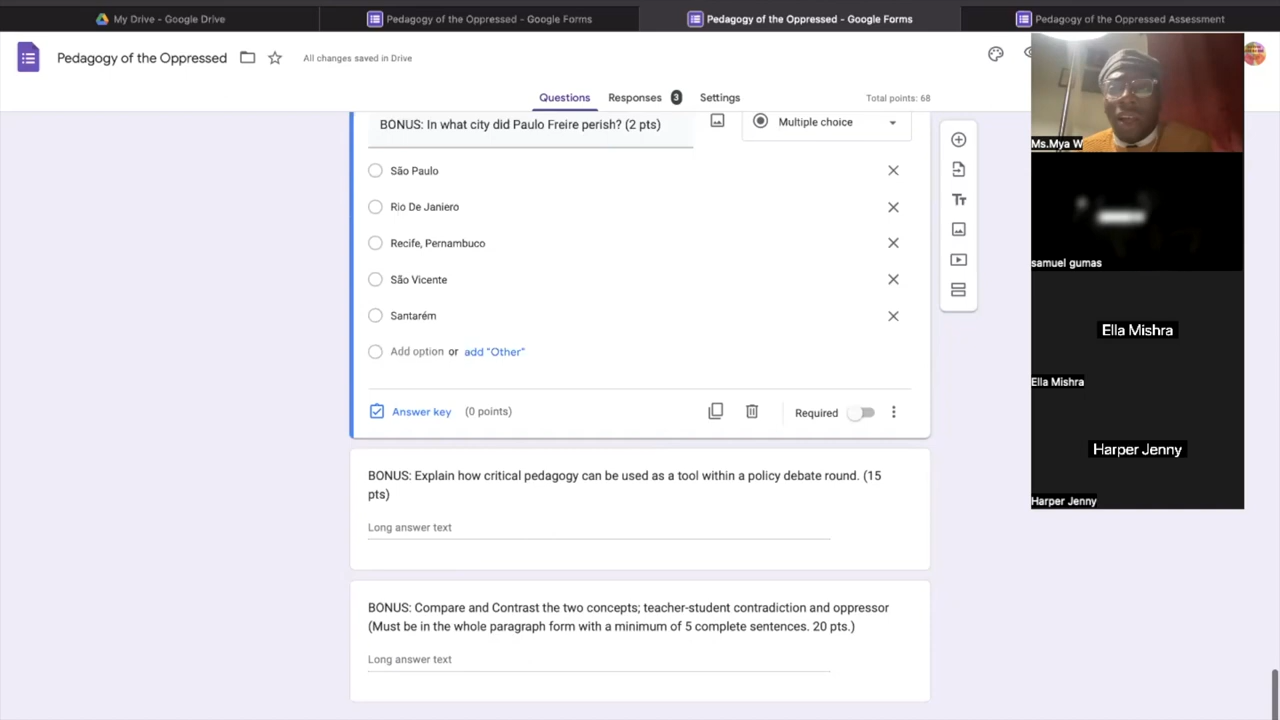 My Drive - Google Drive
Pedagogy of the Oppressed - Google Forms
Pedagogy of the Oppressed - Google Forms
Pedagogy of the Oppressed Assessment
Pedagogy of the Oppressed
All changes saved in Drive
Questions
Responses 3
Settings
Total points: 68
BONUS: In what city did Paulo Freire perish? (2 pts)
Multiple choice
São Paulo
Rio De Janiero
Recife, Pernambuco
São Vicente
Santarém
Add option or add "Other"
Answer key (0 points)
Required
BONUS: Explain how critical pedagogy can be used as a tool within a policy debate round. (15
pts)
Long answer text
BONUS: Compare and Contrast the two concepts; teacher-student contradiction and oppressor
(Must be in the whole paragraph form with a minimum of 5 complete sentences. 20 pts.)
Long answer text
Ms.Mya W
samuel gumas
Ella Mishra
Ella Mishra
Harper Jenny
Harper Jenny
Tт